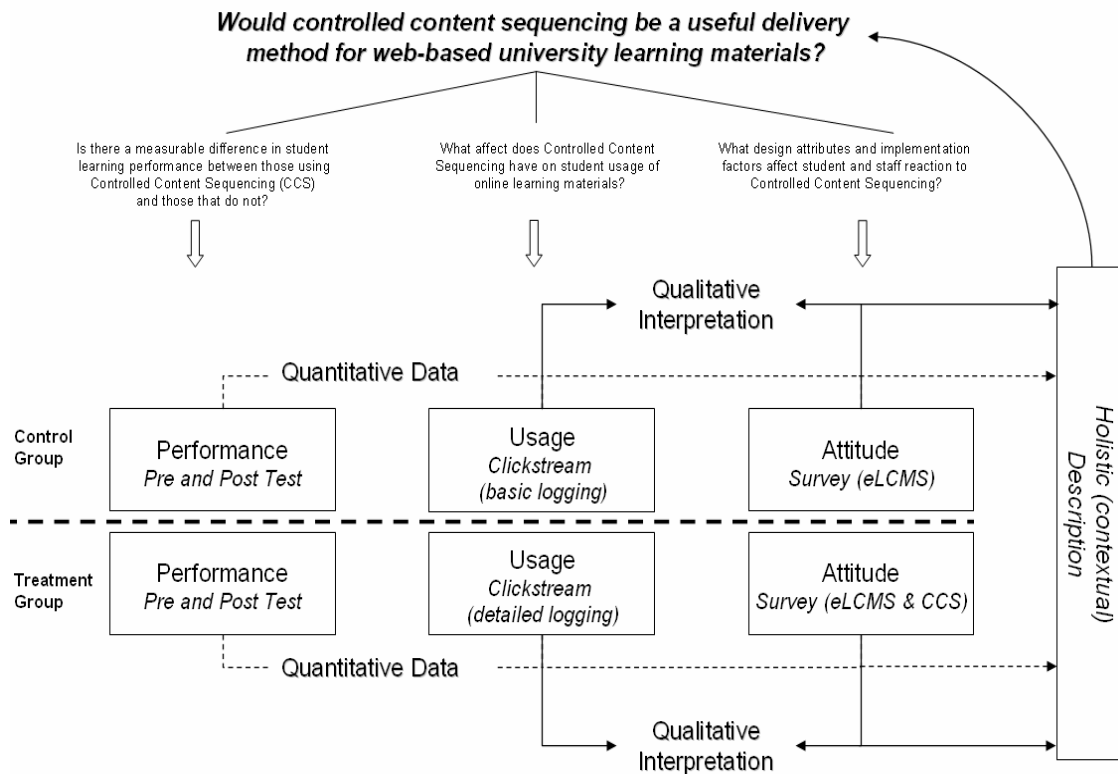 Would controlled content sequencing be a useful delivery
method for web-based university learning materials?
Is there a measurable difference in student
learning performance between those using
Controlled Content Sequencing (CCS)
and those that do not?
What affect does Controlled Content
Sequencing have on student usage of
online learning materials?
What design attributes and implementation
factors affect student and staff reaction to
Controlled Content Sequencing?
Qualitative
Interpretation
Quantitative Data
Control
Group
Performance
Pre and Post Test
Usage
Clickstream
(basic logging)
Attitude
Survey (eLCMS)
Holistic (contextual)
Description
Treatment
Group
Performance
Pre and Post Test
Usage
Clickstream
(detailed logging)
Attitude
Survey (eLCMS & CCS)
Quantitative Data
Qualitative
Interpretation